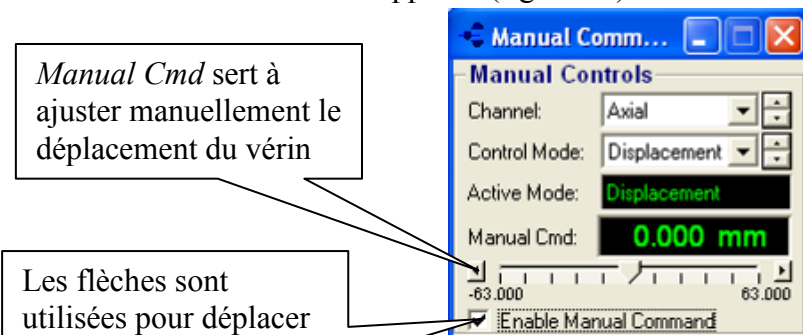 Manual Comm...
Manual Controls
Manual Cmd sert à
ajuster manuellement le
déplacement du vérin
Channel: Axial
Control Mode: Displacement
Active Mode: Displacement
Manual Cmd: 0.000 mm
-63.000 63.000
Enable Manual Command
Les flèches sont
utilisées pour déplacer